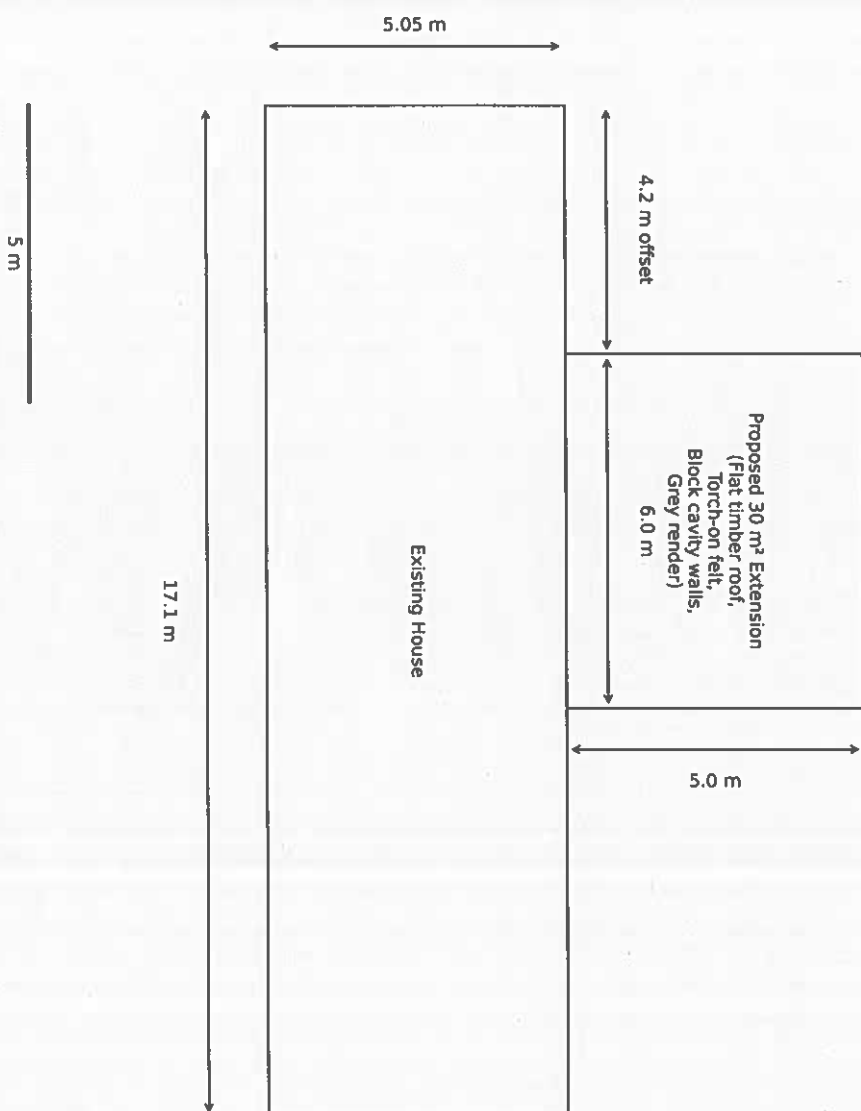 5.05 m
4.2 m offset
Proposed 30 m² Extension
(Flat timber roof,
Torch-on felt,
Block cavity walls,
Grey render)
6.0 m
5.0 m
Existing House
17.1 m
5 m